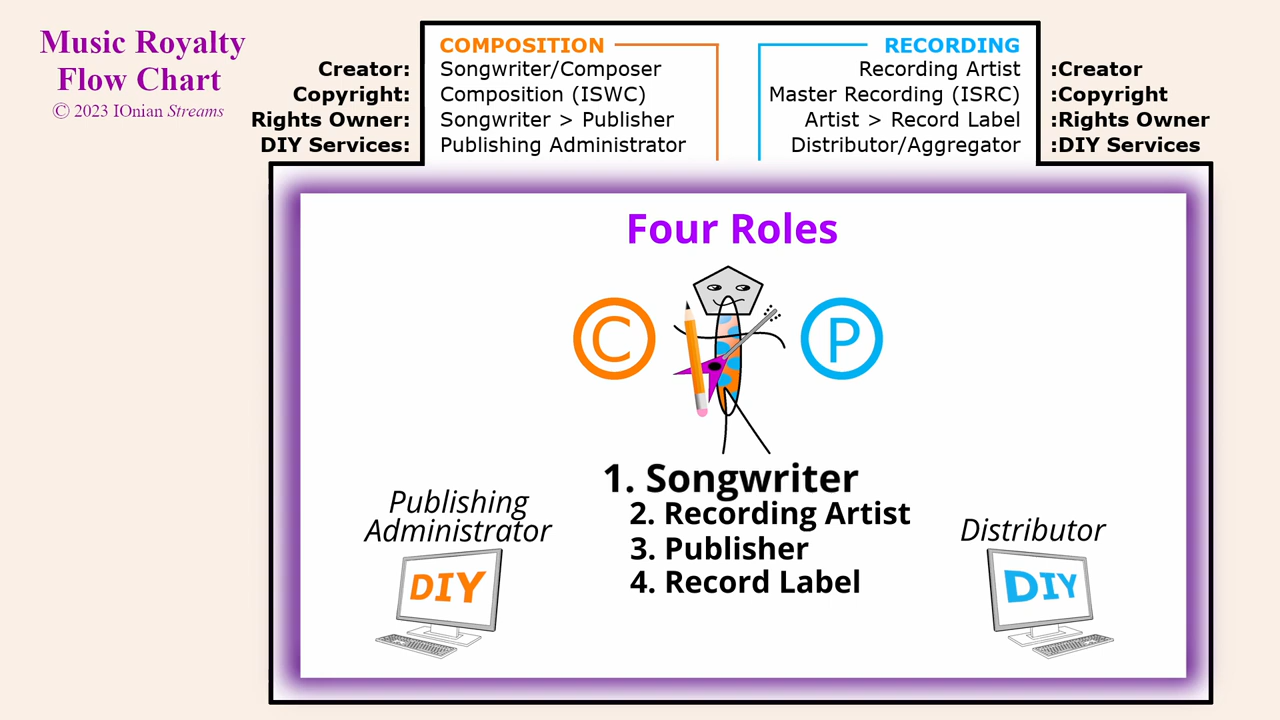 Music Royalty
Flow Chart
© 2023 IOnian Streams
COMPOSITION
RECORDING
Creator: Songwriter/Composer
Recording Artist :Creator
Copyright: Composition (ISWC)
Master Recording (ISRC) :Copyright
Rights Owner: Songwriter > Publisher
Artist > Record Label :Rights Owner
DIY Services: Publishing Administrator
Distributor/Aggregator :DIY Services
Four Roles
©
Ⓟ
1. Songwriter
2. Recording Artist
3. Publisher
4. Record Label
Publishing
Administrator
DIY
Distributor
DIY